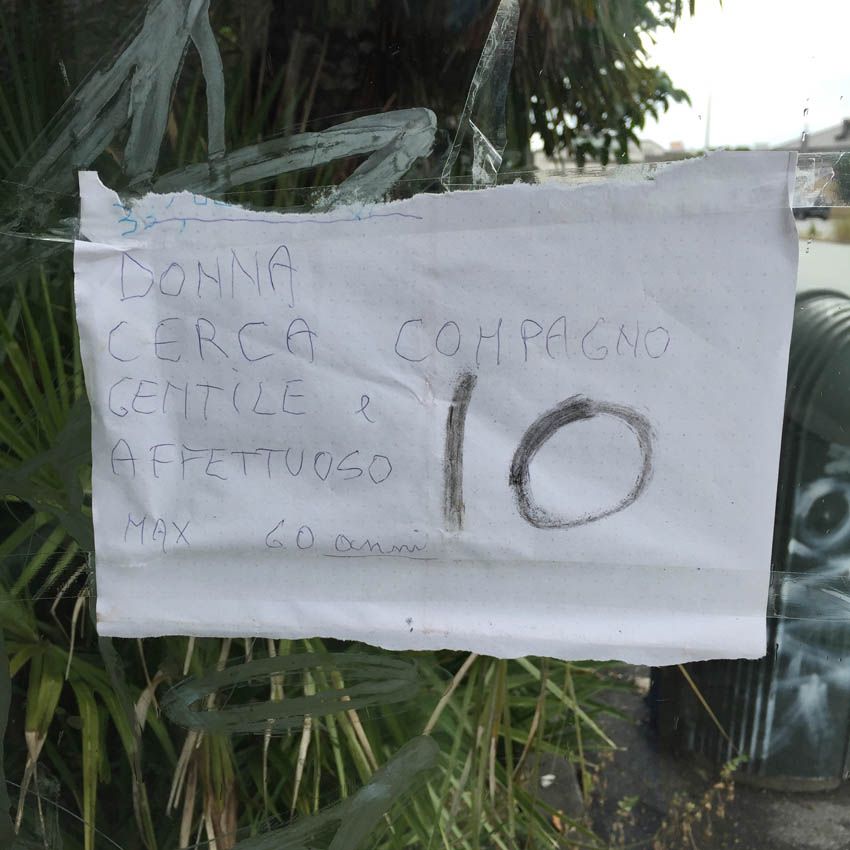 DONNA
CERCA COMPAGNO
GENTILE e
AFFETTUOSO
10
MAX 60 anni